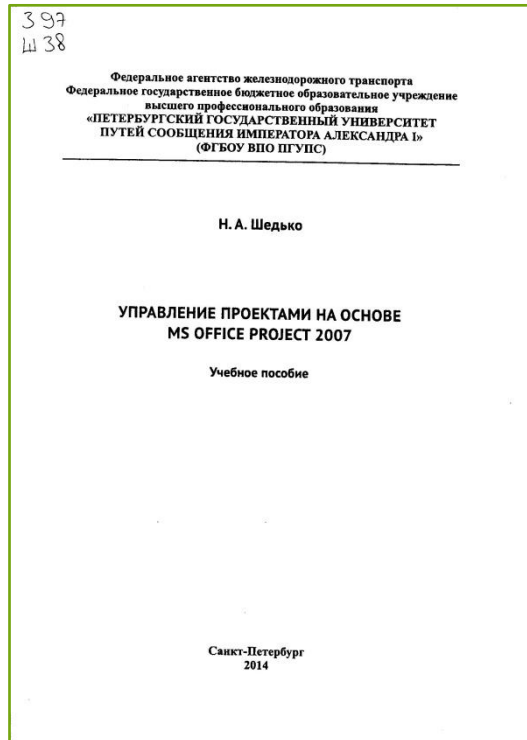 397
Ш 38
Федеральное агентство железнодорожного транспорта
Федеральное государственное бюджетное образовательное учреждение
высшего профессионального образования
«ПЕТЕРБУРГСКИЙ ГОСУДАРСТВЕННЫЙ УНИВЕРСИТЕТ
ПУТЕЙ СООБЩЕНИЯ ИМПЕРАТОРА АЛЕКСАНДРА I»
(ФГБОУ ВПО ПГУПС)
Н. А. Шедько
УПРАВЛЕНИЕ ПРОЕКТАМИ НА ОСНОВЕ
MS OFFICE PROJECT 2007
Учебное пособие
Санкт-Петербург
2014